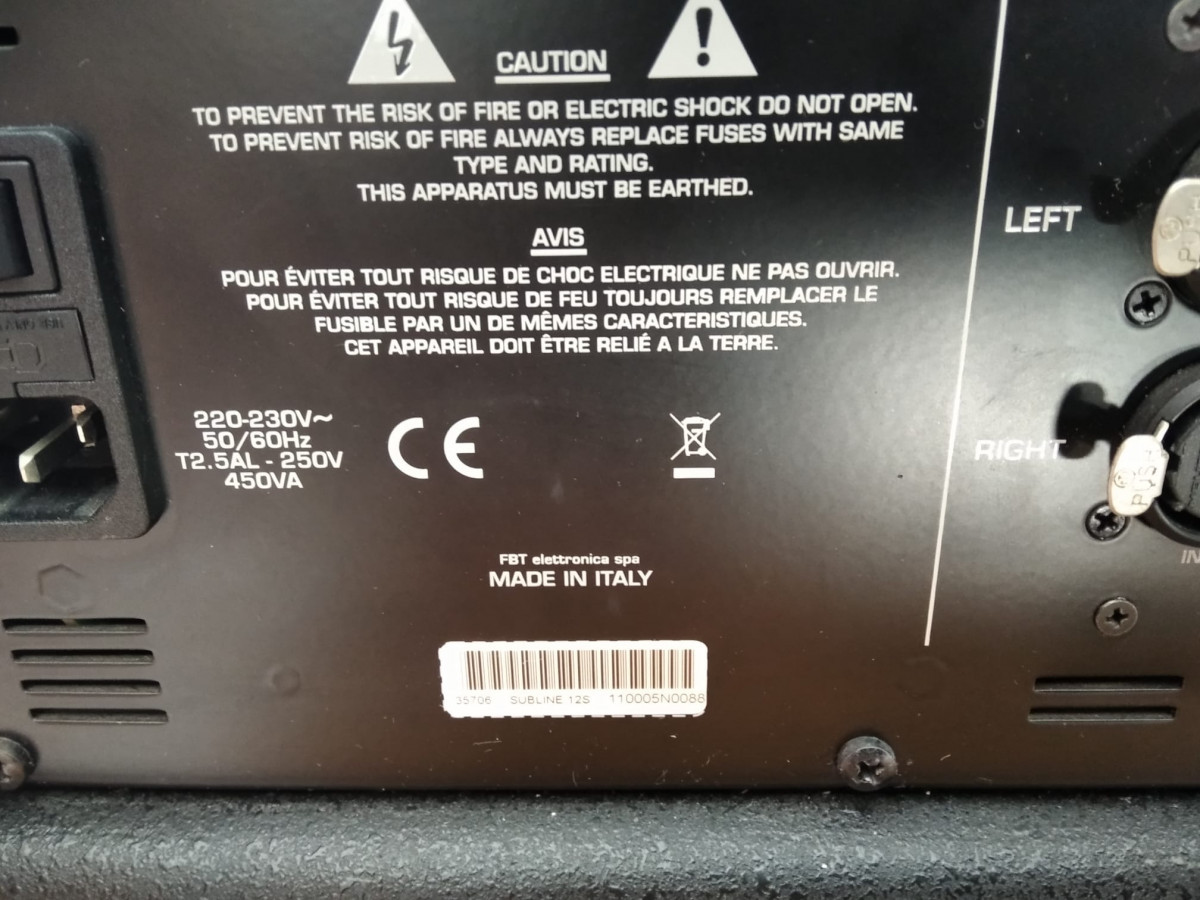 CAUTION
TO PREVENT THE RISK OF FIRE OR ELECTRIC SHOCK DO NOT OPEN.
TO PREVENT RISK OF FIRE ALWAYS REPLACE FUSES WITH SAME
TYPE AND RATING.
THIS APPARATUS MUST BE EARTHED.
AVIS
POUR ÉVITER TOUT RISQUE DE CHOC ELECTRIQUE NE PAS OUVRIR.
POUR ÉVITER TOUT RISQUE DE FEU TOUJOURS REMPLACER LE
FUSIBLE PAR UN DE MÊMES CARACTERISTIQUES.
CET APPAREIL DOIT ÊTRE RELIÉ A LA TERRE.
220-230V~
50/60Hz
T2.5AL - 250V
450VA
CE
FBT elettronica spa
MADE IN ITALY
35706 SUBLINE 12S 110005N0088
LEFT
RIGHT
PUSH